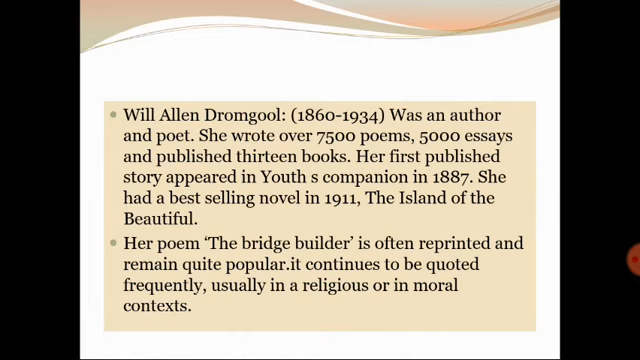 Will Allen Dromgool: (1860-1934) Was an author
and poet. She wrote over 7500 poems, 5000 essays
and published thirteen books. Her first published
story appeared in Youth s companion in 1887. She
had a best selling novel in 1911, The Island of the
Beautiful.
Her poem ‘The bridge builder’ is often reprinted and
remain quite popular.it continues to be quoted
frequently, usually in a religious or in moral
contexts.